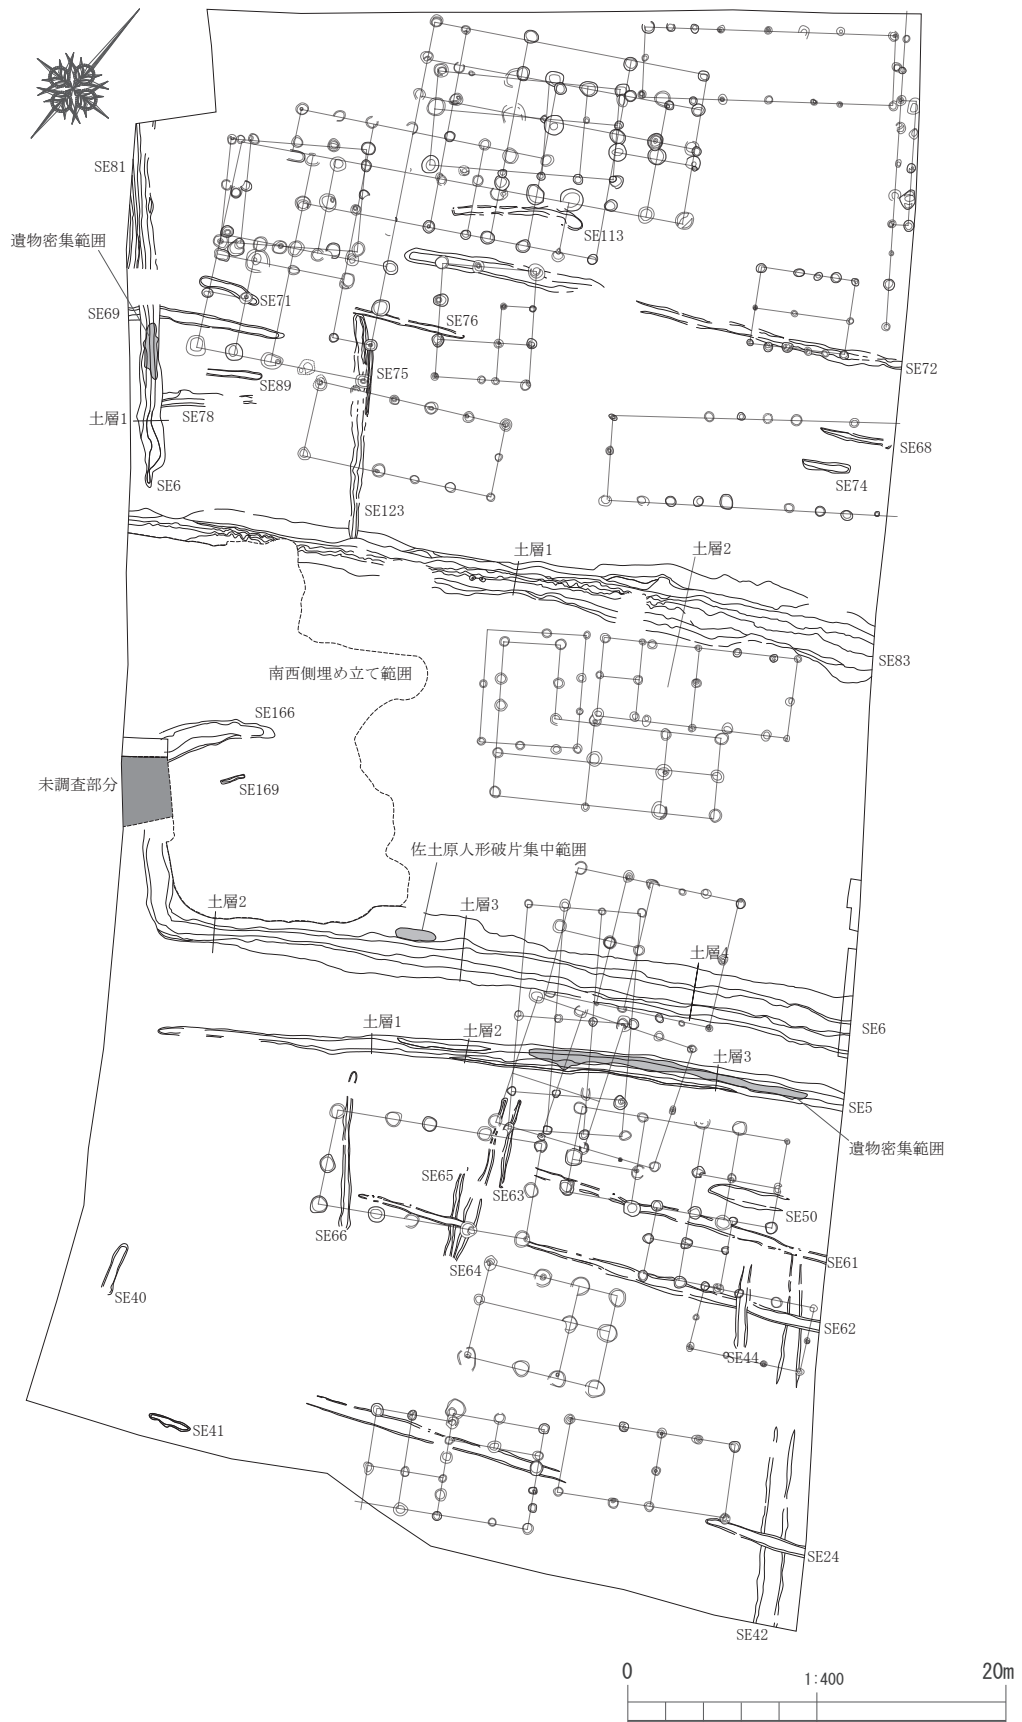 SE81
遺物密集範囲
SE113
SE71
SE69
SE76
SE72
SE75
SE89
SE78
土層1
SE68
SE74
SE6
SE123
土層1
土層2
SE83
南西側埋め立て範囲
SE166
未調査部分
SE169
佐土原人形破片集中範囲
土層2
土層3
土層4
SE6
土層1
土層2
土層3
SE5
遺物密集範囲
SE65
SE63
SE50
SE66
SE61
SE64
SE40
SE62
SE44
SE41
SE24
SE42
0
1:400
20m